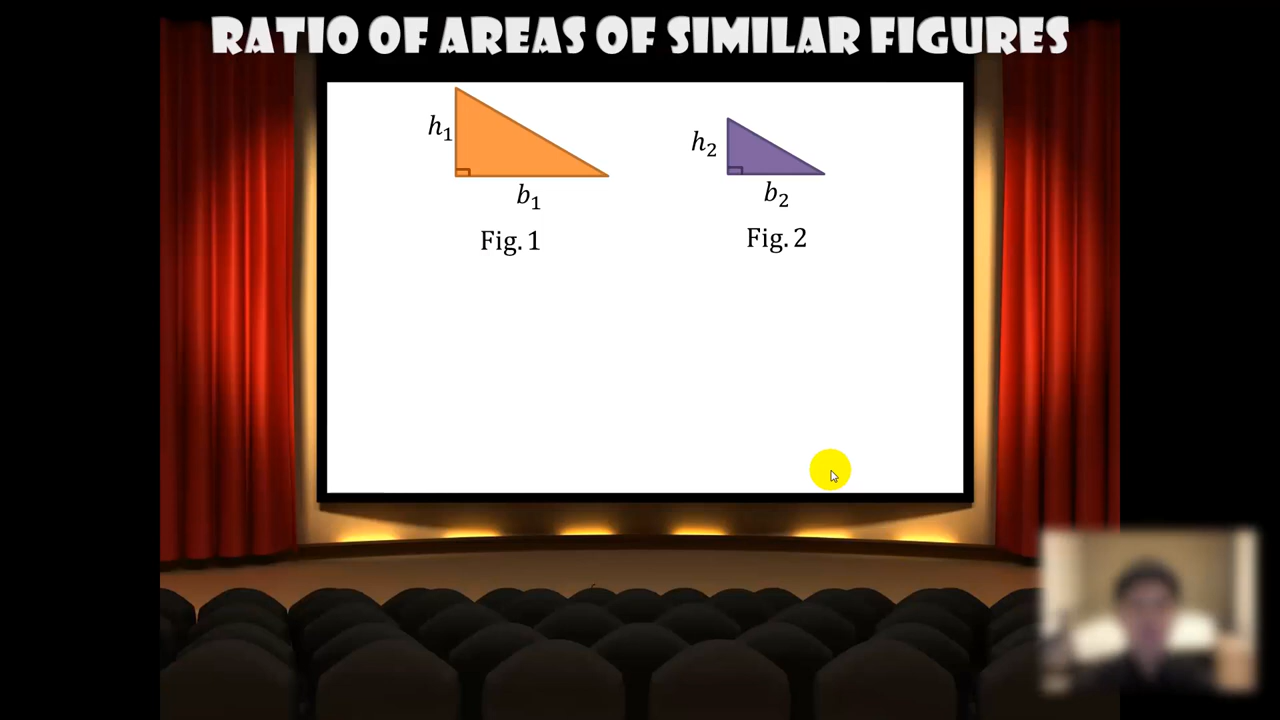 RATIO OF AREAS OF SIMILAR FIGURES
h₁
h₂
b₁
b₂
Fig. 1
Fig. 2